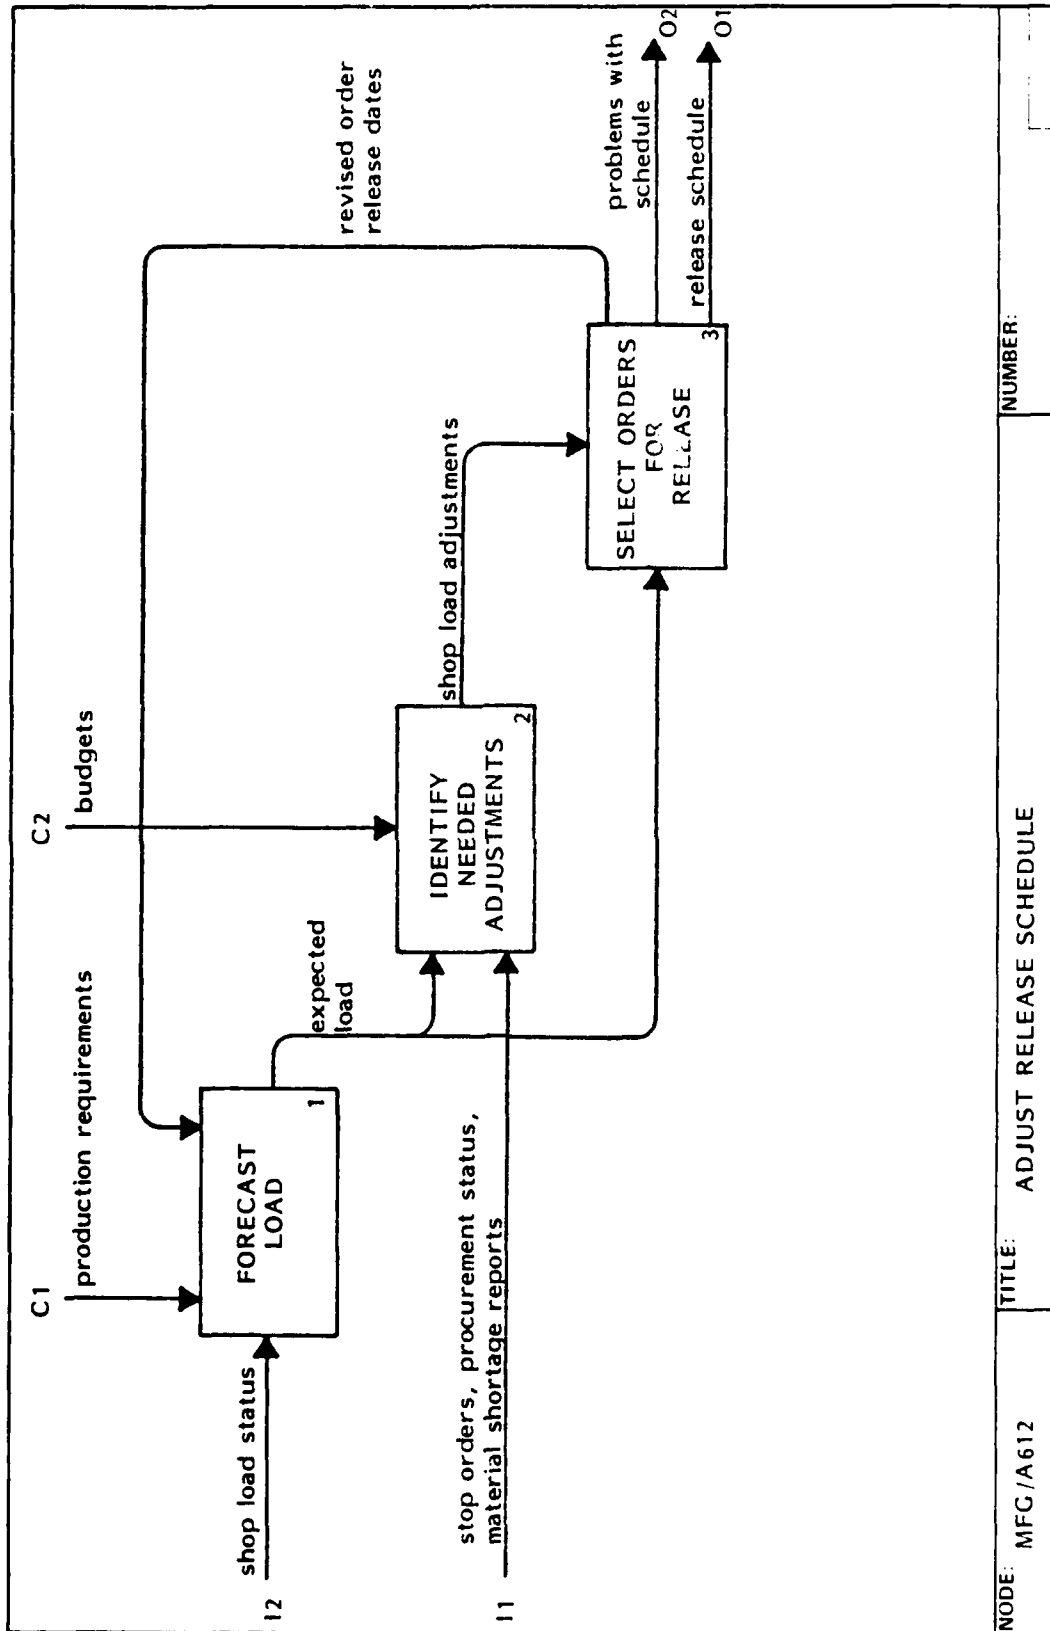 C1
production requirements
C2
budgets
revised order
release dates
I2
shop load status
FORECAST
LOAD
1
expected
load
I1
stop orders, procurement status,
material shortage reports
IDENTIFY
NEEDED
ADJUSTMENTS
2
shop load adjustments
SELECT ORDERS
FOR
RELEASE
3
problems with
schedule
O2
release schedule
O1
NODE: MFG/A612
TITLE: ADJUST RELEASE SCHEDULE
NUMBER: